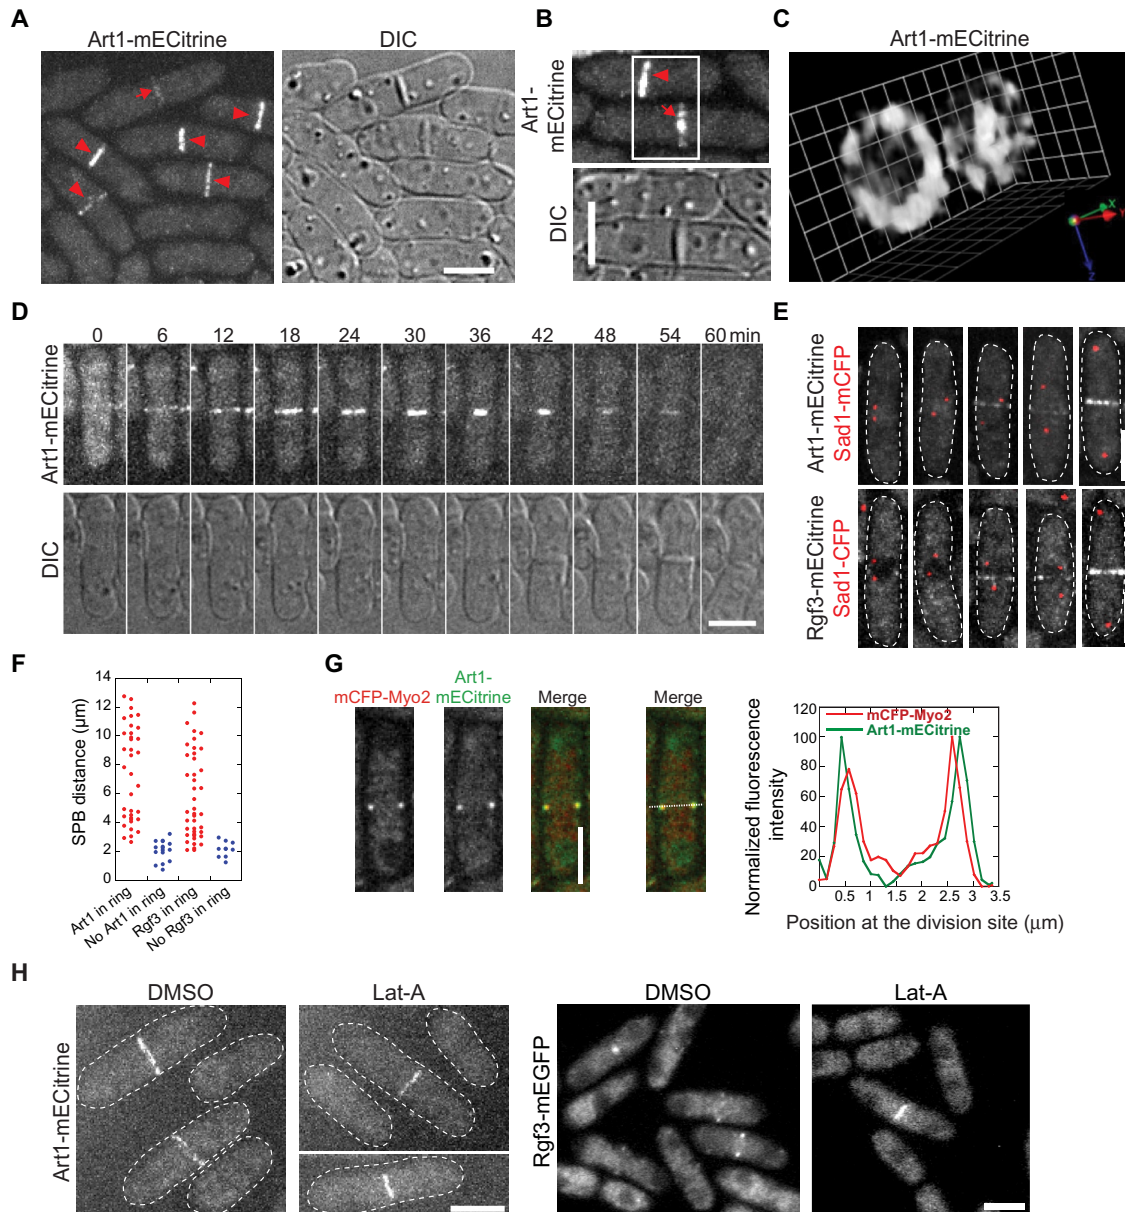 A
Art1-mECitrine
DIC
B
Art1-
mECitrine
DIC
C
Art1-mECitrine
X
Y
Z
D
0 6 12 18 24 30 36 42 48 54 60 min
Art1-mECitrine
DIC
E
Art1-mECitrine
Sad1-mCFP
Rgf3-mECitrine
Sad1-CFP
F
SPB distance (μm)
14
12
10
8
6
4
2
0
Art1 in ring
No Art1 in ring
Rgf3 in ring
No Rgf3 in ring
G
mCFP-Myo2
Art1-
mECitrine
Merge
Merge
Normalized fluorescence
intensity
120
100
80
60
40
20
0
mCFP-Myo2
Art1-mECitrine
0.5 1 1.5 2 2.5 3 3.5
Position at the division site (μm)
H
Art1-mECitrine
DMSO
Lat-A
Rgf3-mEGFP
DMSO
Lat-A